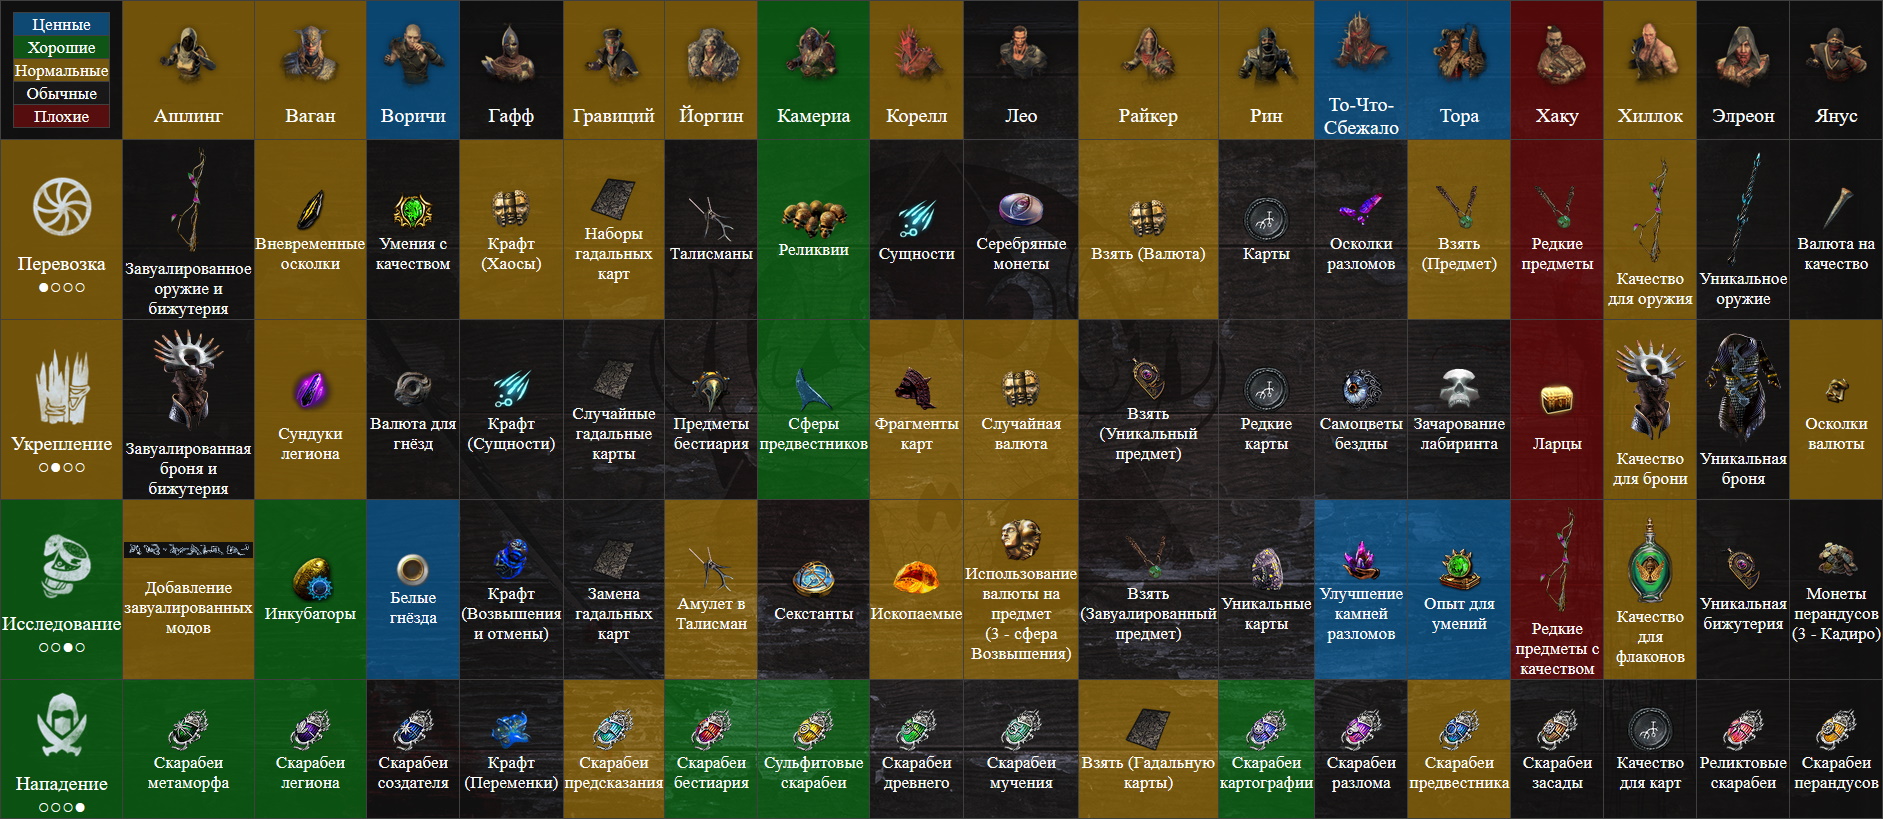 Ценные
Хорошие
Нормальные
Обычные
Плохие
Ашлинг
Ваган
Воричи
Гафф
Гравиций
Йоргин
Камериа
Корелл
Лео
Райкер
Рин
То-Что-
Сбежало
Тора
Хаку
Хиллок
Элреон
Янус
Перевозка
Завуалированное
оружие и
бижутерия
Вневременные
осколки
Умения с
качеством
Крафт
(Хаосы)
Наборы
гадальных
карт
Талисманы
Реликвии
Сущности
Серебряные
монеты
Взять (Валюта)
Карты
Осколки
разломов
Взять
(Предмет)
Редкие
предметы
Качество
для оружия
Уникальное
оружие
Валюта на
качество
Укрепление
Завуалированная
броня и
бижутерия
Сундуки
легиона
Валюта для
гнёзд
Крафт
(Сущности)
Случайные
гадальные
карты
Предметы
бестиария
Сферы
предвестников
Фрагменты
карт
Случайная
валюта
Взять
(Уникальный
предмет)
Редкие
карты
Самоцветы
бездны
Зачарование
лабиринта
Ларцы
Качество
для брони
Уникальная
броня
Осколки
валюты
Исследование
Добавление
завуалированных
модов
Инкубаторы
Белые
гнёзда
Крафт
(Возвышения
и отмены)
Замена
гадальных
карт
Амулет в
Талисман
Секстанты
Ископаемые
Использование
валюты на
предмет
(3 - сфера
Возвышения)
Взять
(Завуалированный
предмет)
Уникальные
карты
Улучшение
камней
разломов
Опыт для
умений
Редкие
предметы с
качеством
Качество
для
флаконов
Уникальная
бижутерия
Монеты
перандусов
(3 - Кадиро)
Нападение
Скарабеи
метаморфа
Скарабеи
легиона
Скарабеи
создателя
Крафт
(Переменки)
Скарабеи
предсказания
Скарабеи
бестиария
Сульфитовые
скарабеи
Скарабеи
древнего
Скарабеи
мучения
Взять (Гадальную
карты)
Скарабеи
картографии
Скарабеи
разлома
Скарабеи
предвестника
Скарабеи
засады
Качество
для карт
Реликтовые
скарабеи
Скарабеи
перандусов